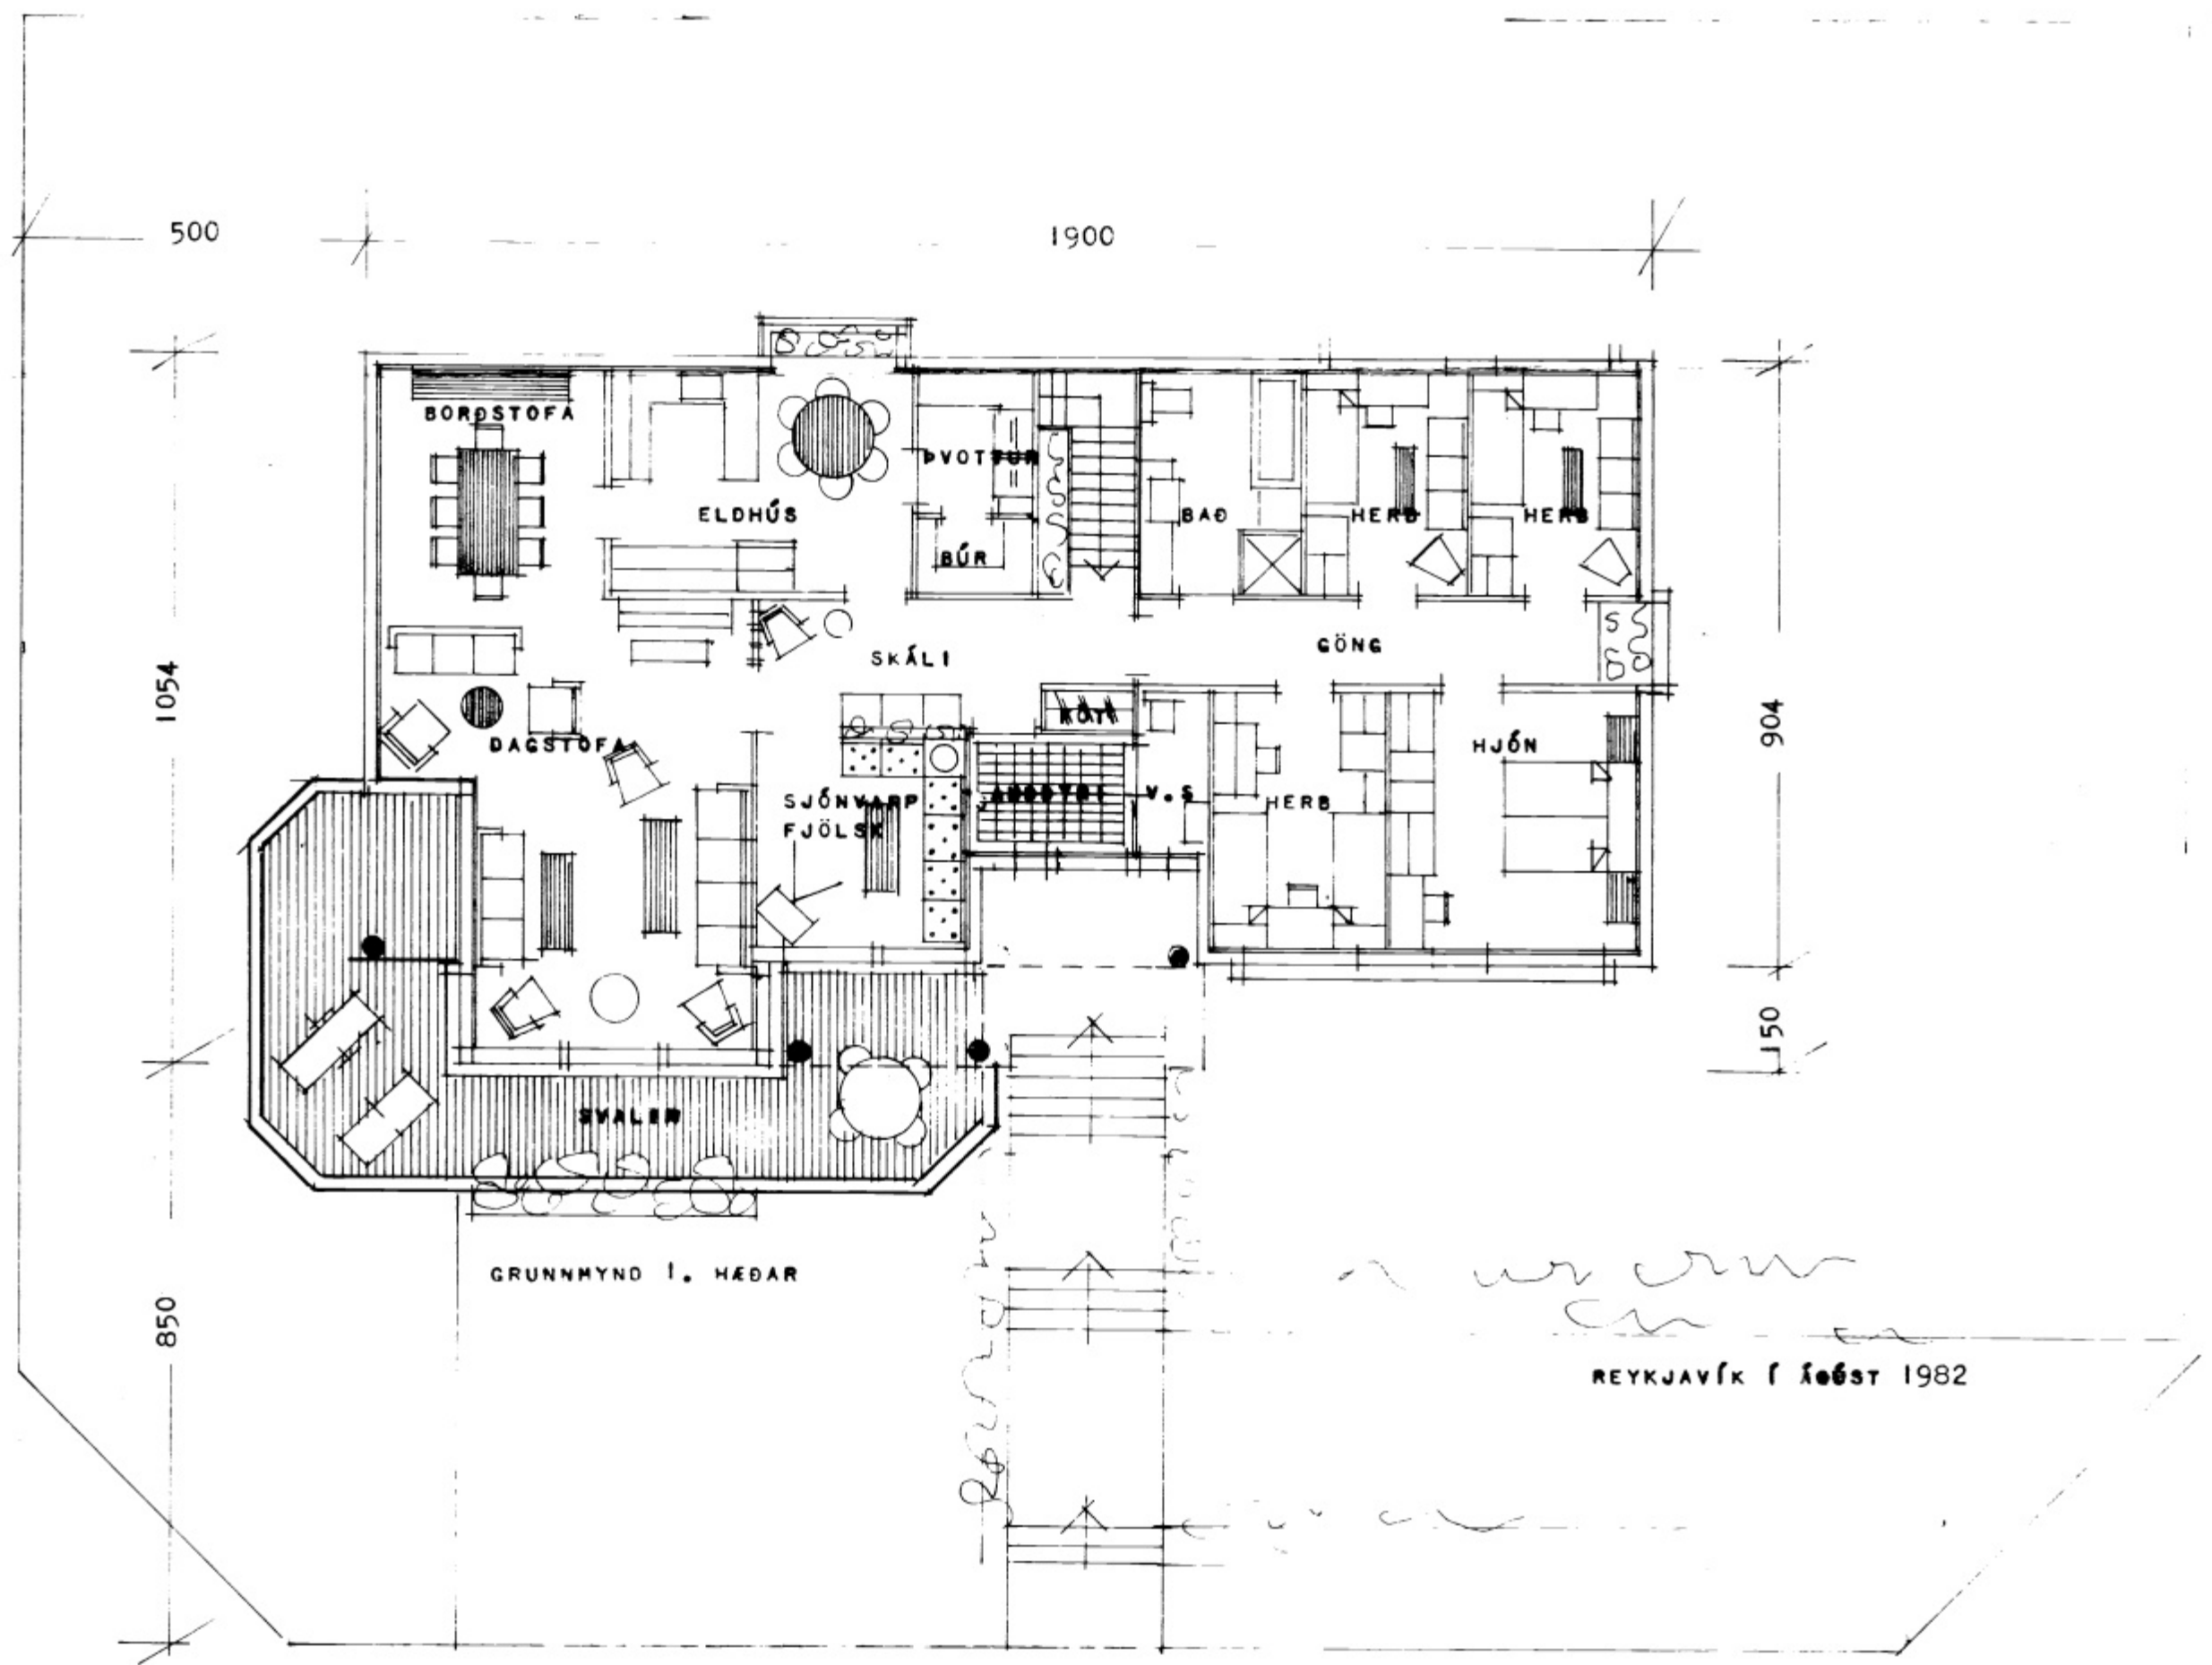 500
1900
BORÐSTOFA
ÞVOTTUR
ELDHÚS
BAÐ
HERB
HERB
BÚR
SKÁLI
GÖNG
1054
DAGSTOFA
HJÓN
904
SJÓNVARP
FJÖLSK
V.S
HERB
150
SVALIR
GRUNNMYND 1. HÆÐAR
850
REYKJAVÍK Í ÁGÚST 1982